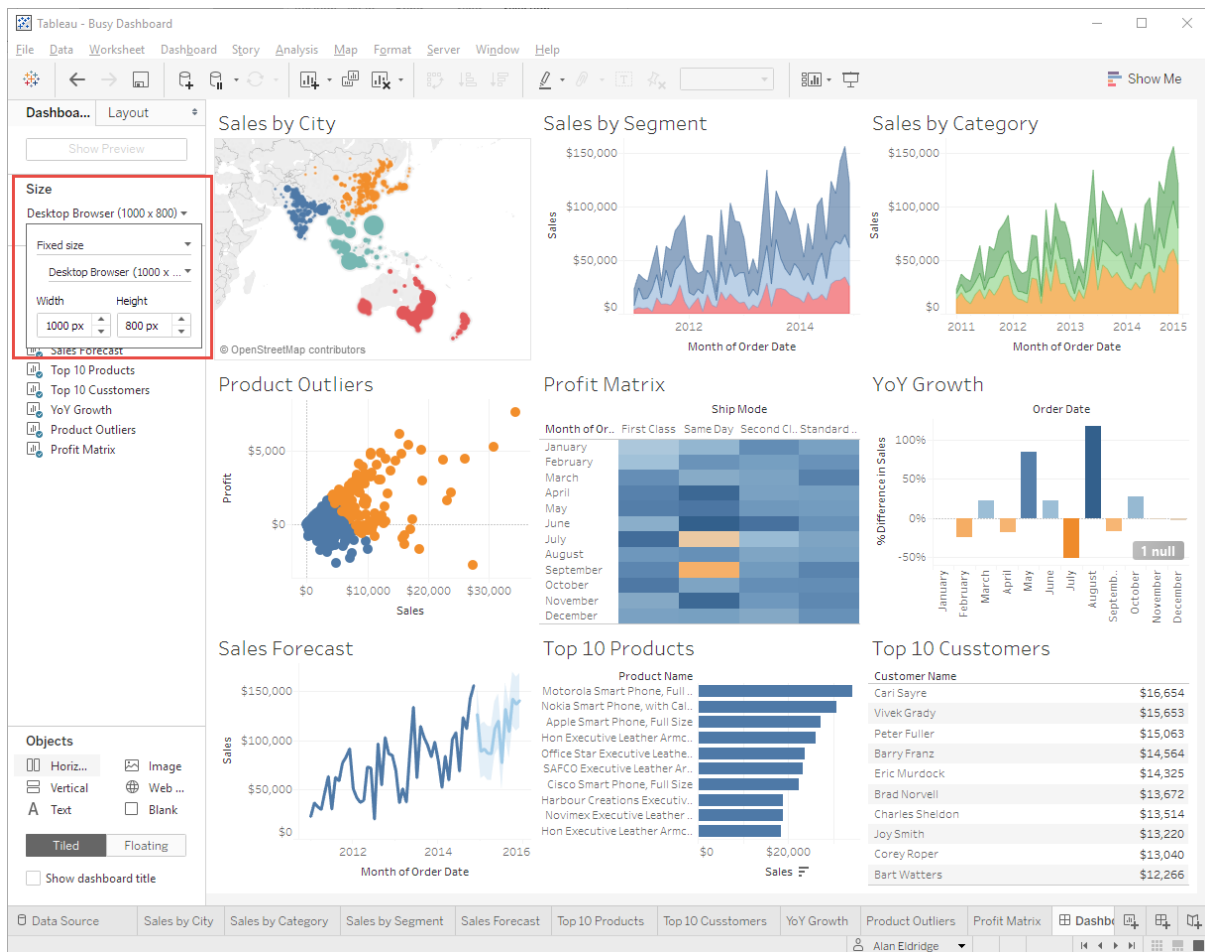 Tableau - Busy Dashboard
File Data Worksheet Dashboard Story Analysis Map Format Server Window Help
Show Me
Dashboa... Layout
Show Preview
Size
Desktop Browser (1000 x 800)
Fixed size
Desktop Browser (1000 x ...
Width Height
1000 px 800 px
Sales Forecast
Top 10 Products
Top 10 Cusstomers
YoY Growth
Product Outliers
Profit Matrix
Objects
Horiz... Image
Vertical Web ...
A Text Blank
Tiled Floating
Show dashboard title
Sales by City
© OpenStreetMap contributors
Sales by Segment
$150,000
$100,000
$50,000
$0
Sales
2012 2014
Month of Order Date
Sales by Category
$150,000
$100,000
$50,000
$0
Sales
2011 2012 2013 2014 2015
Month of Order Date
Product Outliers
$5,000
$0
Profit
$0 $10,000 $20,000 $30,000
Sales
Profit Matrix
Ship Mode
Month of Or.. First Class Same Day Second Cl.. Standard ..
January
February
March
April
May
June
July
August
September
October
November
December
YoY Growth
Order Date
100%
50%
0%
-50%
% Difference in Sales
1 null
January
February
March
April
May
June
July
August
Septemb..
October
November
December
Sales Forecast
$150,000
$100,000
$50,000
$0
Sales
2012 2014 2016
Month of Order Date
Top 10 Products
Product Name
Motorola Smart Phone, Full ..
Nokia Smart Phone, with Cal..
Apple Smart Phone, Full Size
Hon Executive Leather Armc..
Office Star Executive Leathe..
SAFCO Executive Leather Ar..
Cisco Smart Phone, Full Size
Harbour Creations Executiv..
Novimex Executive Leather ..
Hon Executive Leather Armc..
$0 $20,000
Sales
Top 10 Cusstomers
Customer Name
Cari Sayre $16,654
Vivek Grady $15,653
Peter Fuller $15,063
Barry Franz $14,564
Eric Murdock $14,325
Brad Norvell $13,672
Charles Sheldon $13,514
Joy Smith $13,220
Corey Roper $13,040
Bart Watters $12,266
Data Source Sales by City Sales by Category Sales by Segment Sales Forecast Top 10 Products Top 10 Cusstomers YoY Growth Product Outliers Profit Matrix Dashb
Alan Eldridge